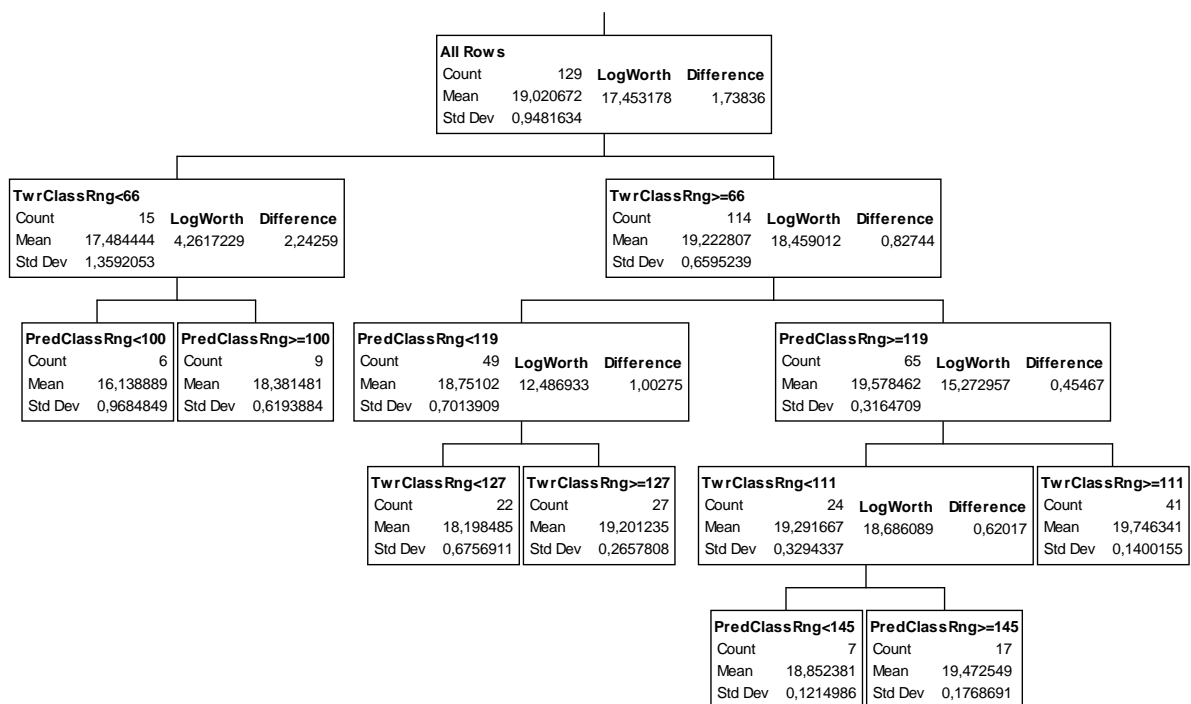 All Rows
Count 129 LogWorth Difference
Mean 19,020672 17,453178 1,73836
Std Dev 0,9481634
TwrClassRng<66
Count 15 LogWorth Difference
Mean 17,484444 4,2617229 2,24259
Std Dev 1,3592053
TwrClassRng>=66
Count 114 LogWorth Difference
Mean 19,222807 18,459012 0,82744
Std Dev 0,6595239
PredClassRng<100
Count 6
Mean 16,138889
Std Dev 0,9684849
PredClassRng>=100
Count 9
Mean 18,381481
Std Dev 0,6193884
PredClassRng<119
Count 49 LogWorth Difference
Mean 18,75102 12,486933 1,00275
Std Dev 0,7013909
PredClassRng>=119
Count 65 LogWorth Difference
Mean 19,578462 15,272957 0,45467
Std Dev 0,3164709
TwrClassRng<127
Count 22
Mean 18,198485
Std Dev 0,6756911
TwrClassRng>=127
Count 27
Mean 19,201235
Std Dev 0,2657808
TwrClassRng<111
Count 24 LogWorth Difference
Mean 19,291667 18,686089 0,62017
Std Dev 0,3294337
TwrClassRng>=111
Count 41
Mean 19,746341
Std Dev 0,1400155
PredClassRng<145
Count 7
Mean 18,852381
Std Dev 0,1214986
PredClassRng>=145
Count 17
Mean 19,472549
Std Dev 0,1768691